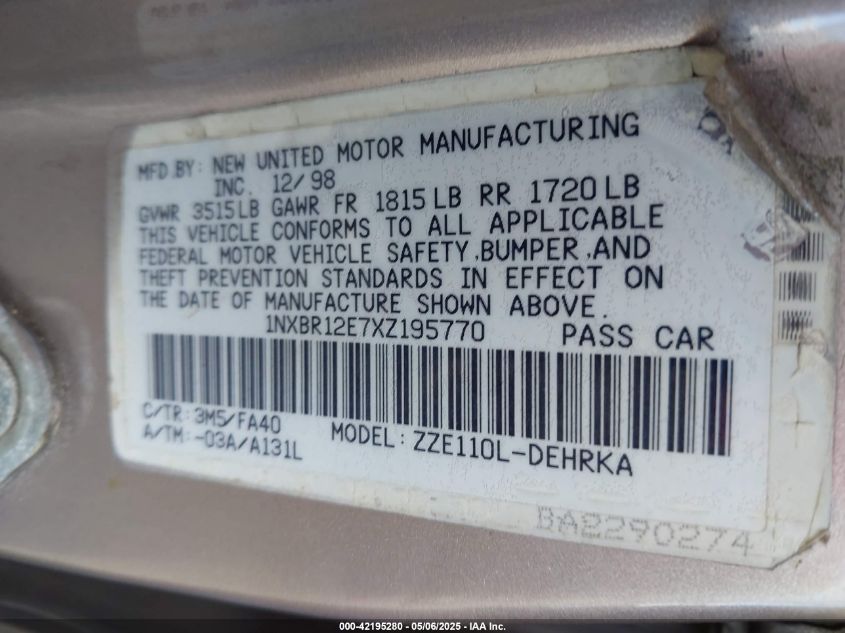 MFD.BY: NEW UNITED MOTOR MANUFACTURING
INC. 12/98
GVWR 3515LB GAWR FR 1815LB RR 1720LB
THIS VEHICLE CONFORMS TO ALL APPLICABLE
FEDERAL MOTOR VEHICLE SAFETY,BUMPER,AND
THEFT PREVENTION STANDARDS IN EFFECT ON
THE DATE OF MANUFACTURE SHOWN ABOVE.
1NXBR12E7XZ195770 PASS CAR
C/TR: 3M5/FA40
A/TM: -03A/A131L MODEL: ZZE110L-DEHRKA
BA2290274
000-42195280 - 05/06/2025 - IAA Inc.